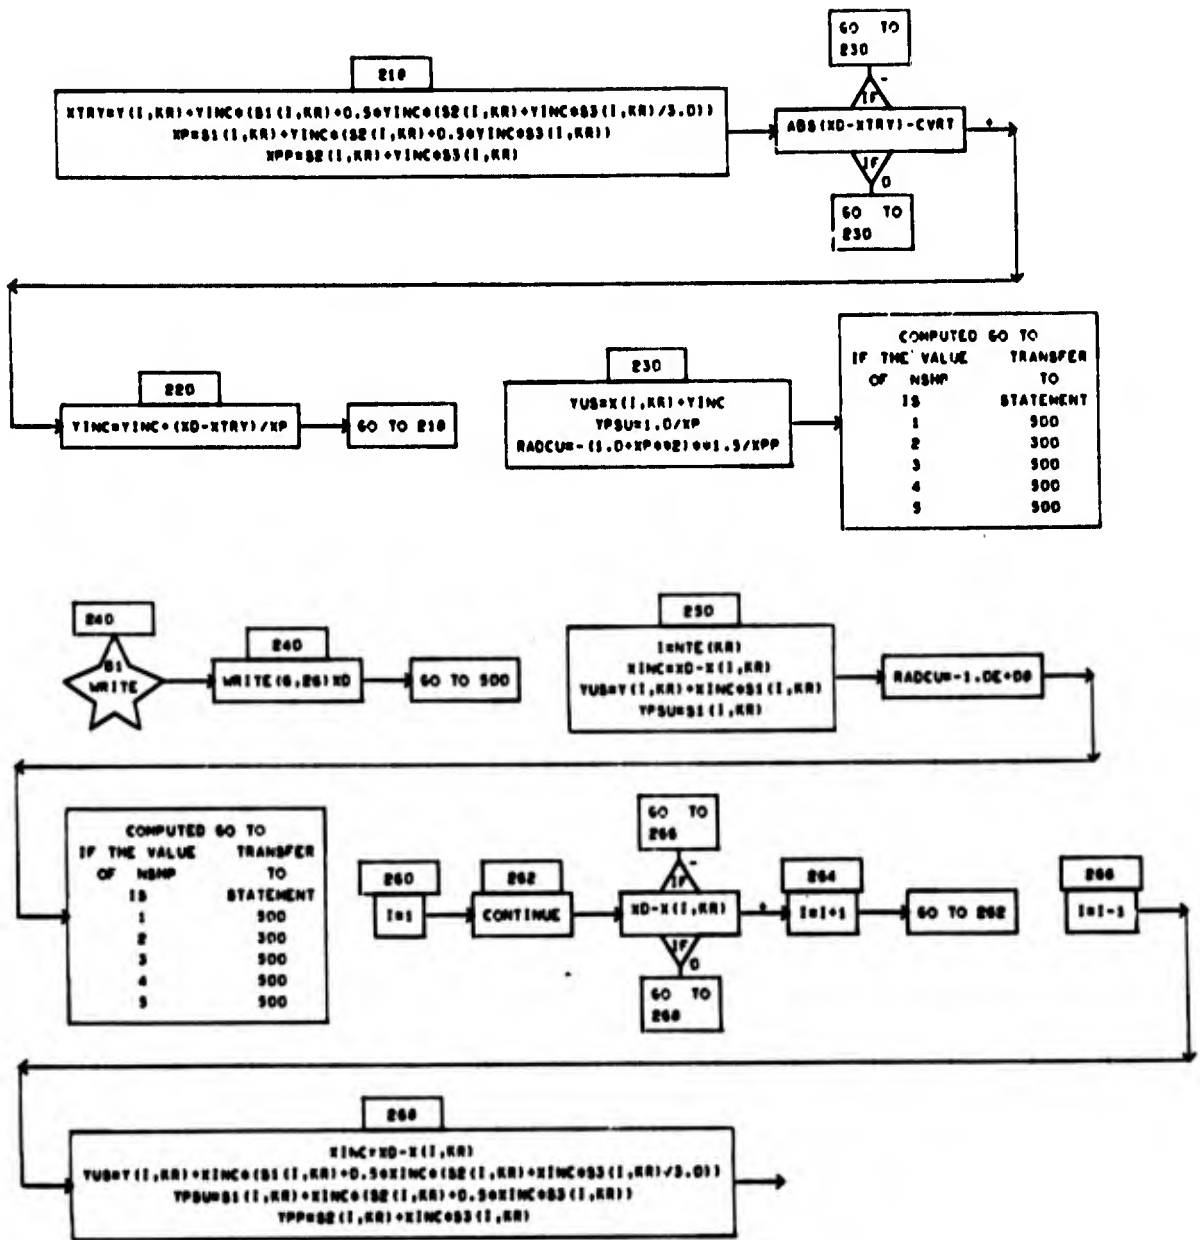 GO TO
230
210
XTRY=Y(I,KR)+YINC*(S1(I,KR)+0.5*YINC*(S2(I,KR)+YINC*S3(I,KR)/3.0))
XP=S1(I,KR)+YINC*(S2(I,KR)+0.5*YINC*S3(I,KR))
XPP=S2(I,KR)+YINC*S3(I,KR)
-
IF
ABS(XD-XTRY)-CVRT
+
IF
0
GO TO
230
220
YINC=YINC+(XD-XTRY)/XP
GO TO 210
230
YUS=X(I,KR)+YINC
YPSU=1.0/XP
RADCU=-(1.0+XP**2)**1.5/XPP
COMPUTED GO TO
IF THE VALUE TRANSFER
OF NSHP TO
IS STATEMENT
1 500
2 300
3 500
4 500
5 500
240
B1
WRITE
240
WRITE(6,26)XD
GO TO 500
250
I=NTE(KR)
XINC=XD-X(I,KR)
YUS=Y(I,KR)+XINC*S1(I,KR)
YPSU=S1(I,KR)
RADCU=-1.0E+08
COMPUTED GO TO
IF THE VALUE TRANSFER
OF NSHP TO
IS STATEMENT
1 500
2 300
3 500
4 500
5 500
260
I=1
262
CONTINUE
GO TO
266
-
IF
XD-X(I,KR)
+
IF
0
GO TO
268
264
I=I+1
GO TO 262
266
I=I-1
268
XINC=XD-X(I,KR)
YUS=Y(I,KR)+XINC*(S1(I,KR)+0.5*XINC*(S2(I,KR)+XINC*S3(I,KR)/3.0))
YPSU=S1(I,KR)+XINC*(S2(I,KR)+0.5*XINC*S3(I,KR))
YPP=S2(I,KR)+XINC*S3(I,KR)